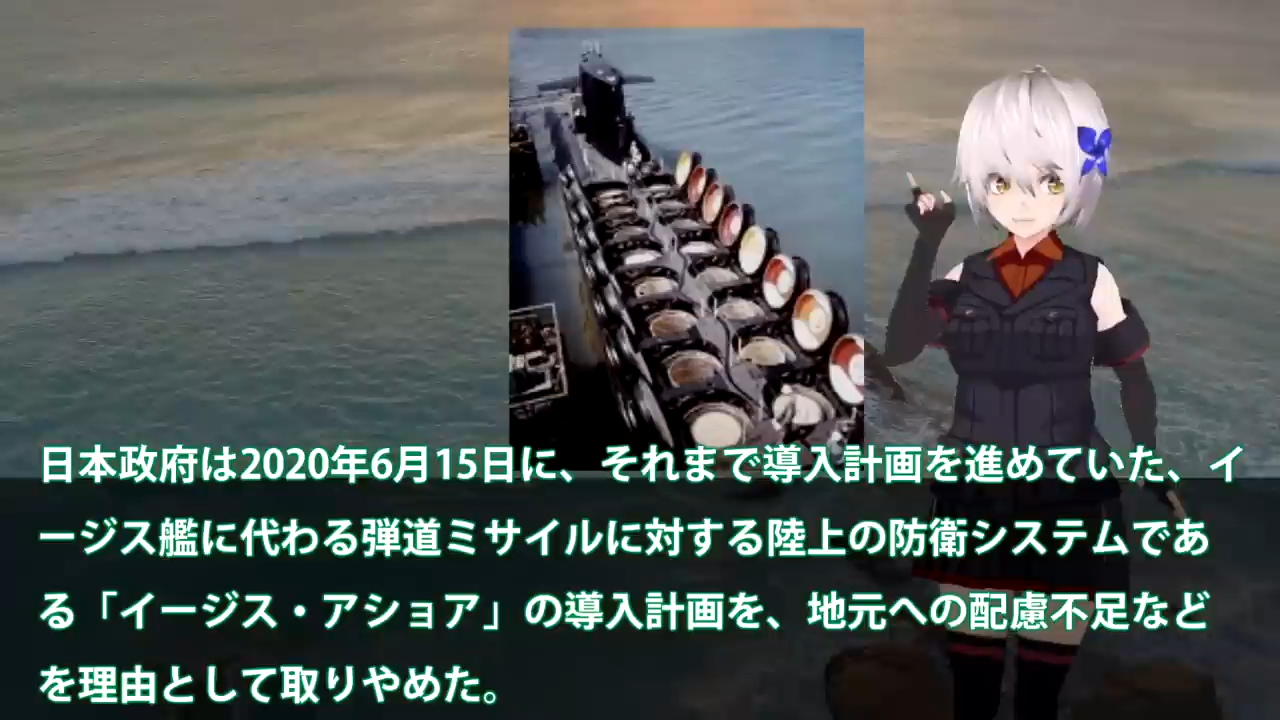 日本政府は2020年6月15日に、それまで導入計画を進めていた、イ
ージス艦に代わる弾道ミサイルに対する陸上の防衛システムであ
る「イージス・アショア」の導入計画を、地元への配慮不足など
を理由として取りやめた。